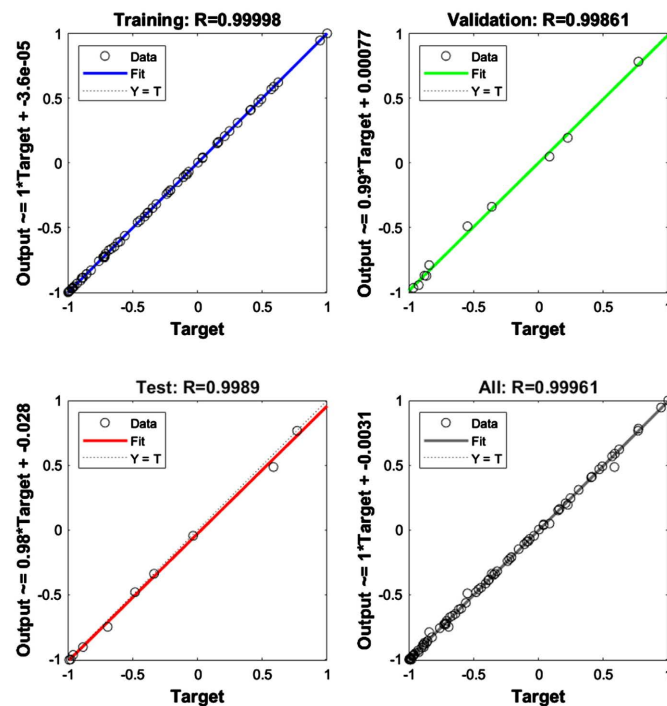 Training: R=0.99998
Output ~= 1*Target + -3.6e-05
1
0.5
0
-0.5
-1
Data
Fit
Y = T
-1 -0.5 0 0.5 1
Target
Validation: R=0.99861
Output ~= 0.99*Target + 0.00077
1
0.5
0
-0.5
-1
Data
Fit
Y = T
-1 -0.5 0 0.5 1
Target
Test: R=0.9989
Output ~= 0.98*Target + -0.028
1
0.5
0
-0.5
-1
Data
Fit
Y = T
-1 -0.5 0 0.5 1
Target
All: R=0.99961
Output ~= 1*Target + -0.0031
1
0.5
0
-0.5
-1
Data
Fit
Y = T
-1 -0.5 0 0.5 1
Target